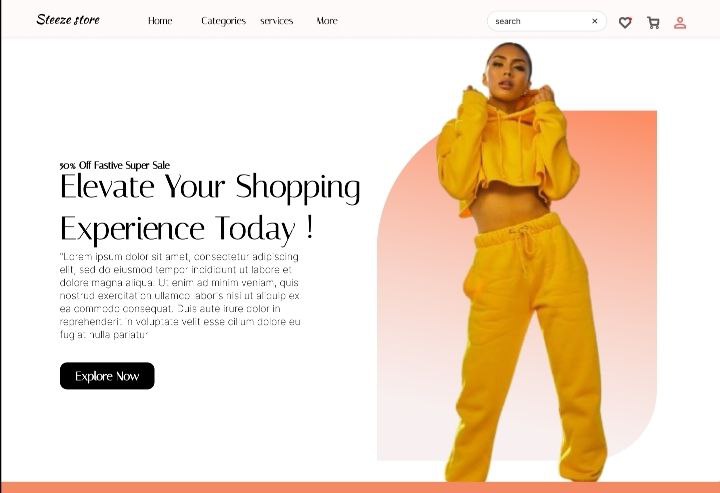 Steeze store
Home Categories services More
search
50% Off Fastive Super Sale
Elevate Your Shopping
Experience Today !
"Lorem ipsum dolor sit amet, consectetur adipiscing
elit, sed do eiusmod tempor incididunt ut labore et
dolore magna aliqua. Ut enim ad minim veniam, quis
nostrud exercitation ullamco laboris nisi ut aliquip ex
ea commodo consequat. Duis aute irure dolor in
reprehenderit in voluptate velit esse cillum dolore eu
fugiat nulla pariatur
Explore Now